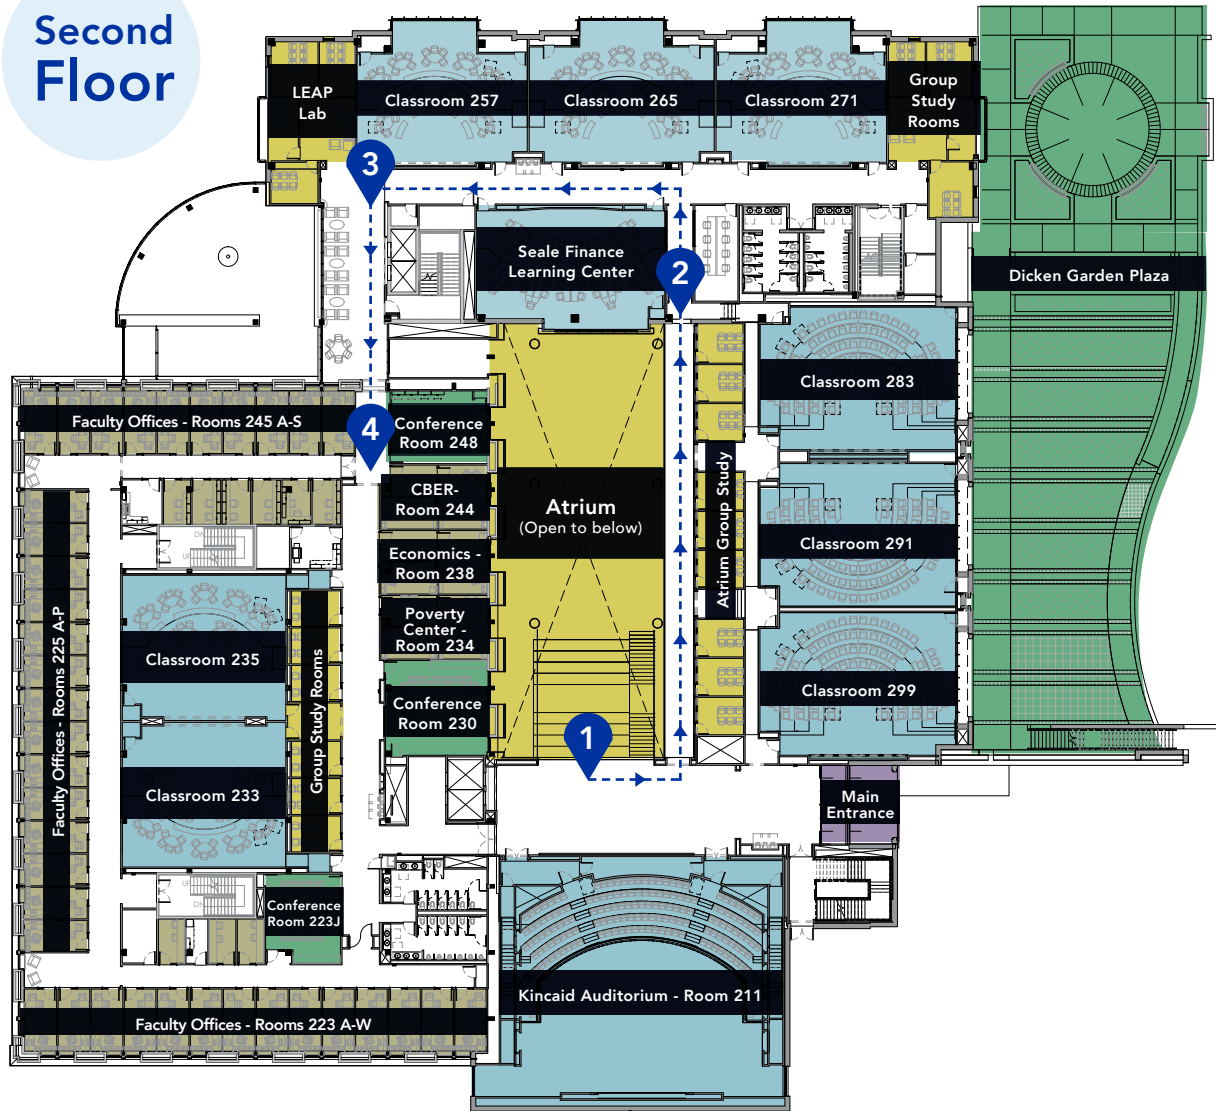 Second
Floor
LEAP
Lab
Classroom 257
Classroom 265
Classroom 271
Group
Study
Rooms
3
Seale Finance
Learning Center
2
Dicken Garden Plaza
Classroom 283
Faculty Offices - Rooms 245 A-S
4
Conference
Room 248
CBER-
Room 244
Atrium
(Open to below)
Atrium Group Study
Classroom 291
Economics -
Room 238
Poverty
Center -
Room 234
Faculty Offices - Rooms 225 A-P
Classroom 235
Group Study Rooms
Conference
Room 230
Classroom 299
1
Classroom 233
Main
Entrance
Conference
Room 223J
Kincaid Auditorium - Room 211
Faculty Offices - Rooms 223 A-W
DN
UP
UP
DN